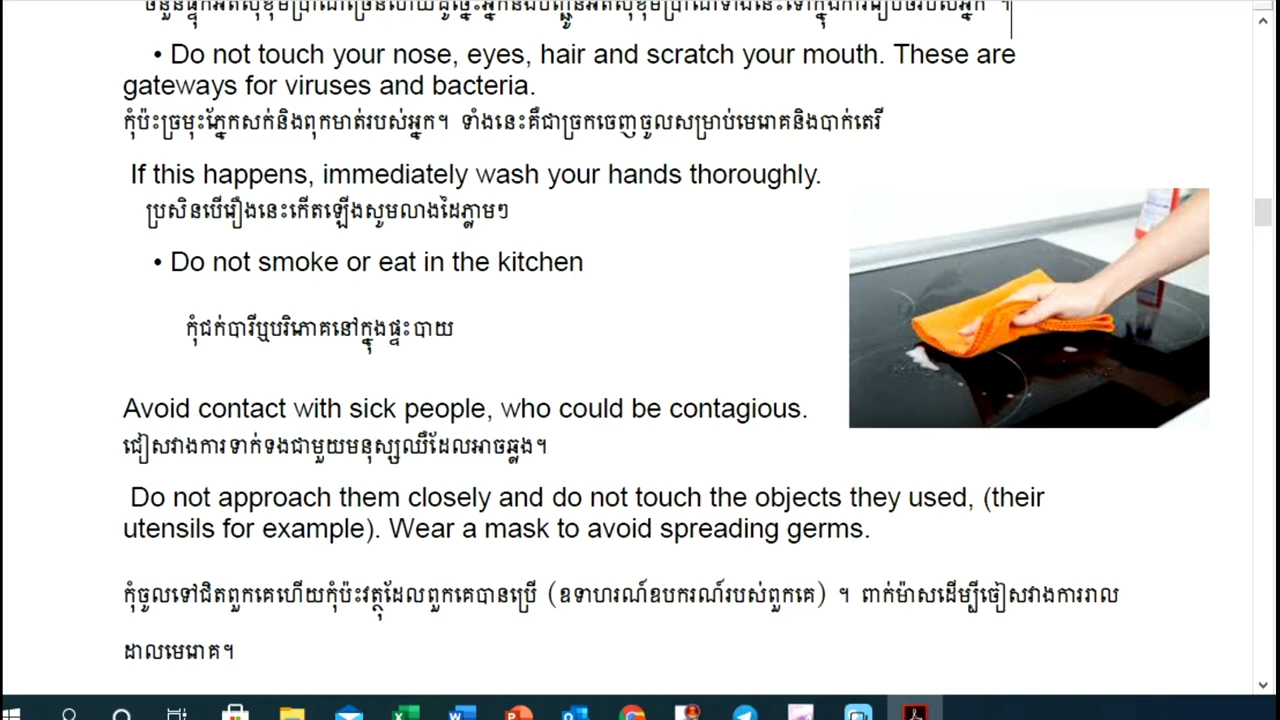 • Do not touch your nose, eyes, hair and scratch your mouth. These are
gateways for viruses and bacteria.
កុំប៉ះច្រមុះភ្នែកសក់និងពុកមាត់របស់អ្នក។ ទាំងនេះគឺជាច្រកចេញចូលសម្រាប់មេរោគនិងបាក់តេរី
If this happens, immediately wash your hands thoroughly.
ប្រសិនបើរឿងនេះកើតឡើងសូមលាងដៃភ្លាមៗ
• Do not smoke or eat in the kitchen
កុំជក់បារីឬបរិភោគនៅក្នុងផ្ទះបាយ
Avoid contact with sick people, who could be contagious.
ជៀសវាងការទាក់ទងជាមួយមនុស្សឈឺដែលអាចឆ្លង។
Do not approach them closely and do not touch the objects they used, (their
utensils for example). Wear a mask to avoid spreading germs.
កុំចូលទៅជិតពួកគេហើយកុំប៉ះវត្ថុដែលពួកគេបានប្រើ (ឧទាហរណ៍ឧបករណ៍របស់ពួកគេ) ។ ពាក់ម៉ាសដើម្បីចៀសវាងការរាល
ដាលមេរោគ។